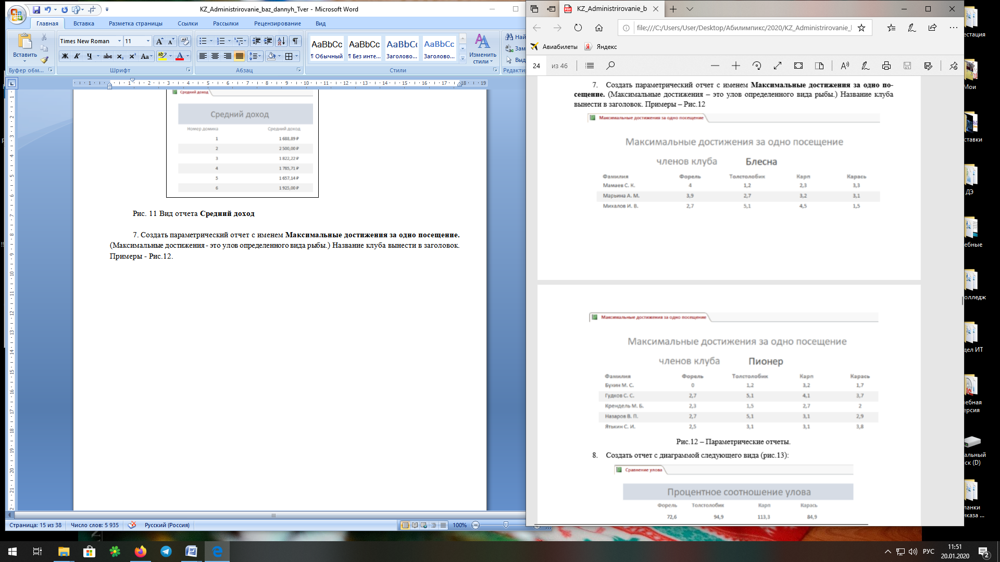 KZ_Administrirovanie_baz_dannyh_Tver - Microsoft Word
Главная Вставка Разметка страницы Ссылки Рассылки Рецензирование Вид
Вставить
Буфер обм...
Times New Roman 11
Ж К Ч abc x₂ x² Aa
Шрифт
Абзац
AaBbCc AaBbCc AaBbCc AaBbCc
¶ Обычный ¶ Без инте... Заголово... Заголово...
Изменить стили
Стили
Най
Зам
Выд
Редакти
Средний доход
Средний доход
Номер домика Средний доход
1 1 688,89 ₽
2 2 500,00 ₽
3 1 822,22 ₽
4 1 785,71 ₽
5 1 657,14 ₽
6 1 925,00 ₽
Рис. 11 Вид отчета Средний доход
7. Создать параметрический отчет с именем Максимальные достижения за одно посещение.
(Максимальные достижения - это улов определенного вида рыбы.) Название клуба вынести в заголовок.
Примеры - Рис.12.
Страница: 15 из 38 Число слов: 5 935 Русский (Россия) 100%
KZ_Administrirovanie_b
file:///C:/Users/User/Desktop/Абилимпикс/2020/KZ_Administrirovanie_l
Авиабилеты Яндекс
24 из 46
7. Создать параметрический отчет с именем Максимальные достижения за одно по-
сещение. (Максимальные достижения – это улов определенного вида рыбы.) Название клуба
вынести в заголовок. Примеры – Рис.12
Максимальные достижения за одно посещение
Максимальные достижения за одно посещение
членов клуба Блесна
Фамилия Форель Толстолобик Карп Карась
Мамаев С. К. 4 1,2 2,3 3,3
Марьина А. М. 3,9 2,7 3,2 3,1
Михалов И. В. 2,7 5,1 4,5 1,5
Максимальные достижения за одно посещение
Максимальные достижения за одно посещение
членов клуба Пионер
Фамилия Форель Толстолобик Карп Карась
Букин М. С. 0 1,2 3,2 1,7
Гудков С. С. 2,7 5,1 4,1 3,7
Крендель М. Б. 2,3 1,5 2,7 2
Назаров В. П. 2,7 5,1 3,1 2,9
Ятькин С. И. 2,5 3,1 3,1 3,8
Рис.12 – Параметрические отчеты.
8. Создать отчет с диаграммой следующего вида (рис.13):
Сравнение улова
Процентное соотношение улова
Форель Толстолобик Карп Карась
72,6 94,9 113,3 84,9
естация
Мои
ставки
ДЭ
ебные
олледж
дел ИТ
ебная
ерсия
альный
ск (D)
ланки
иказа ...
РУС
11:51
20.01.2020
2